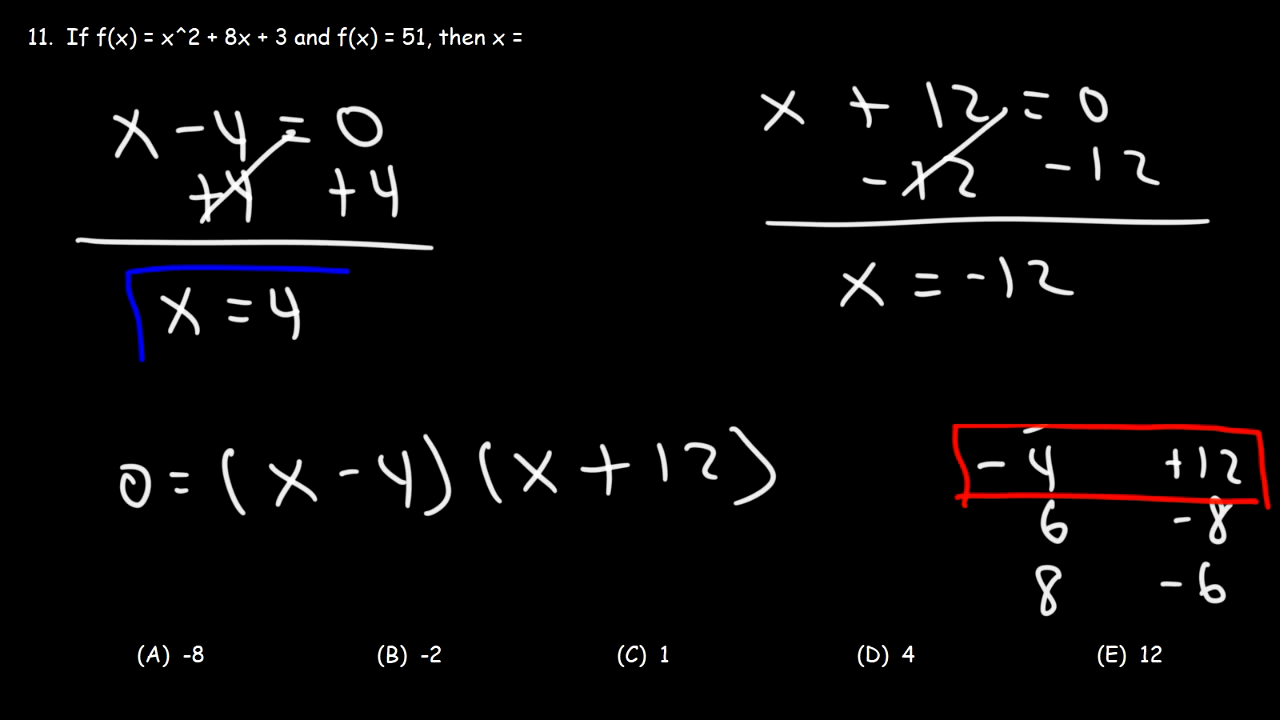 11. If f(x) = x^2 + 8x + 3 and f(x) = 51, then x =
x - 4 = 0
+4 +4
x = 4
x + 12 = 0
-12 -12
x = -12
0 = (x - 4)(x + 12)
- 4 +12
6 -8
8 -6
(A) -8 (B) -2 (C) 1 (D) 4 (E) 12